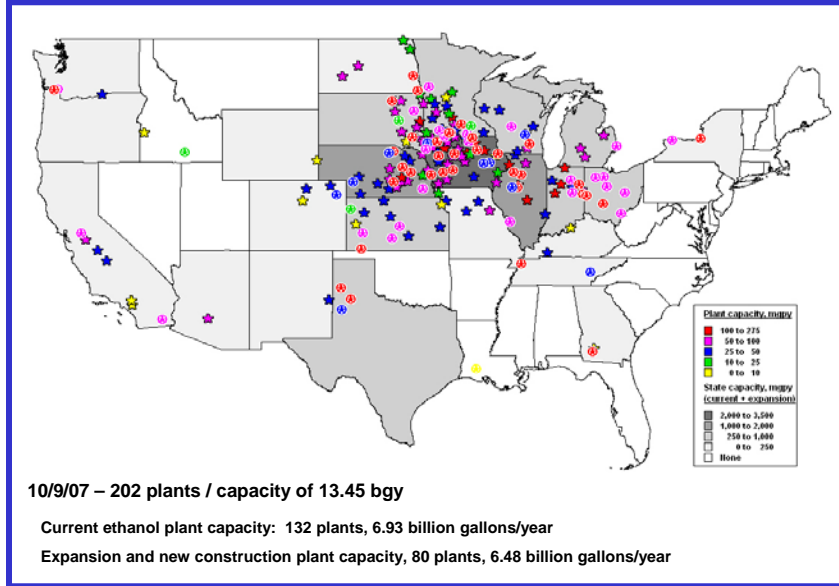 Plant capacity, mgpy
100 to 275
50 to 100
25 to 50
10 to 25
0 to 10
State capacity, mgpy
(current + expansion)
2,000 to 3,500
1,000 to 2,000
250 to 1,000
0 to 250
None
10/9/07 – 202 plants / capacity of 13.45 bgy
Current ethanol plant capacity: 132 plants, 6.93 billion gallons/year
Expansion and new construction plant capacity, 80 plants, 6.48 billion gallons/year